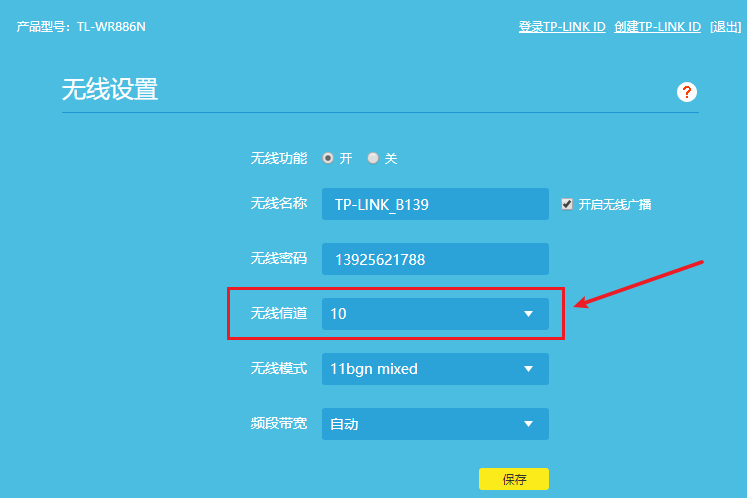 产品型号：TL-WR886N 登录TP-LINK ID 创建TP-LINK ID [退出]
无线设置 ?
无线功能 开 关
无线名称 TP-LINK_B139 开启无线广播
无线密码 13925621788
无线信道 10
无线模式 11bgn mixed
频段带宽 自动
保存